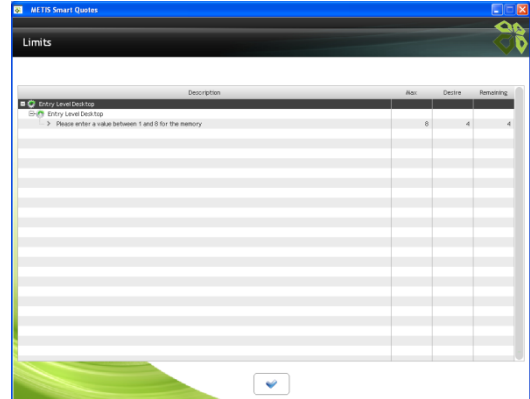 METIS Smart Quotes
Limits
Description Max Desire Remaining
Entry Level Desktop
Entry Level Desktop
Please enter a value between 1 and 8 for the memory 8 4 4